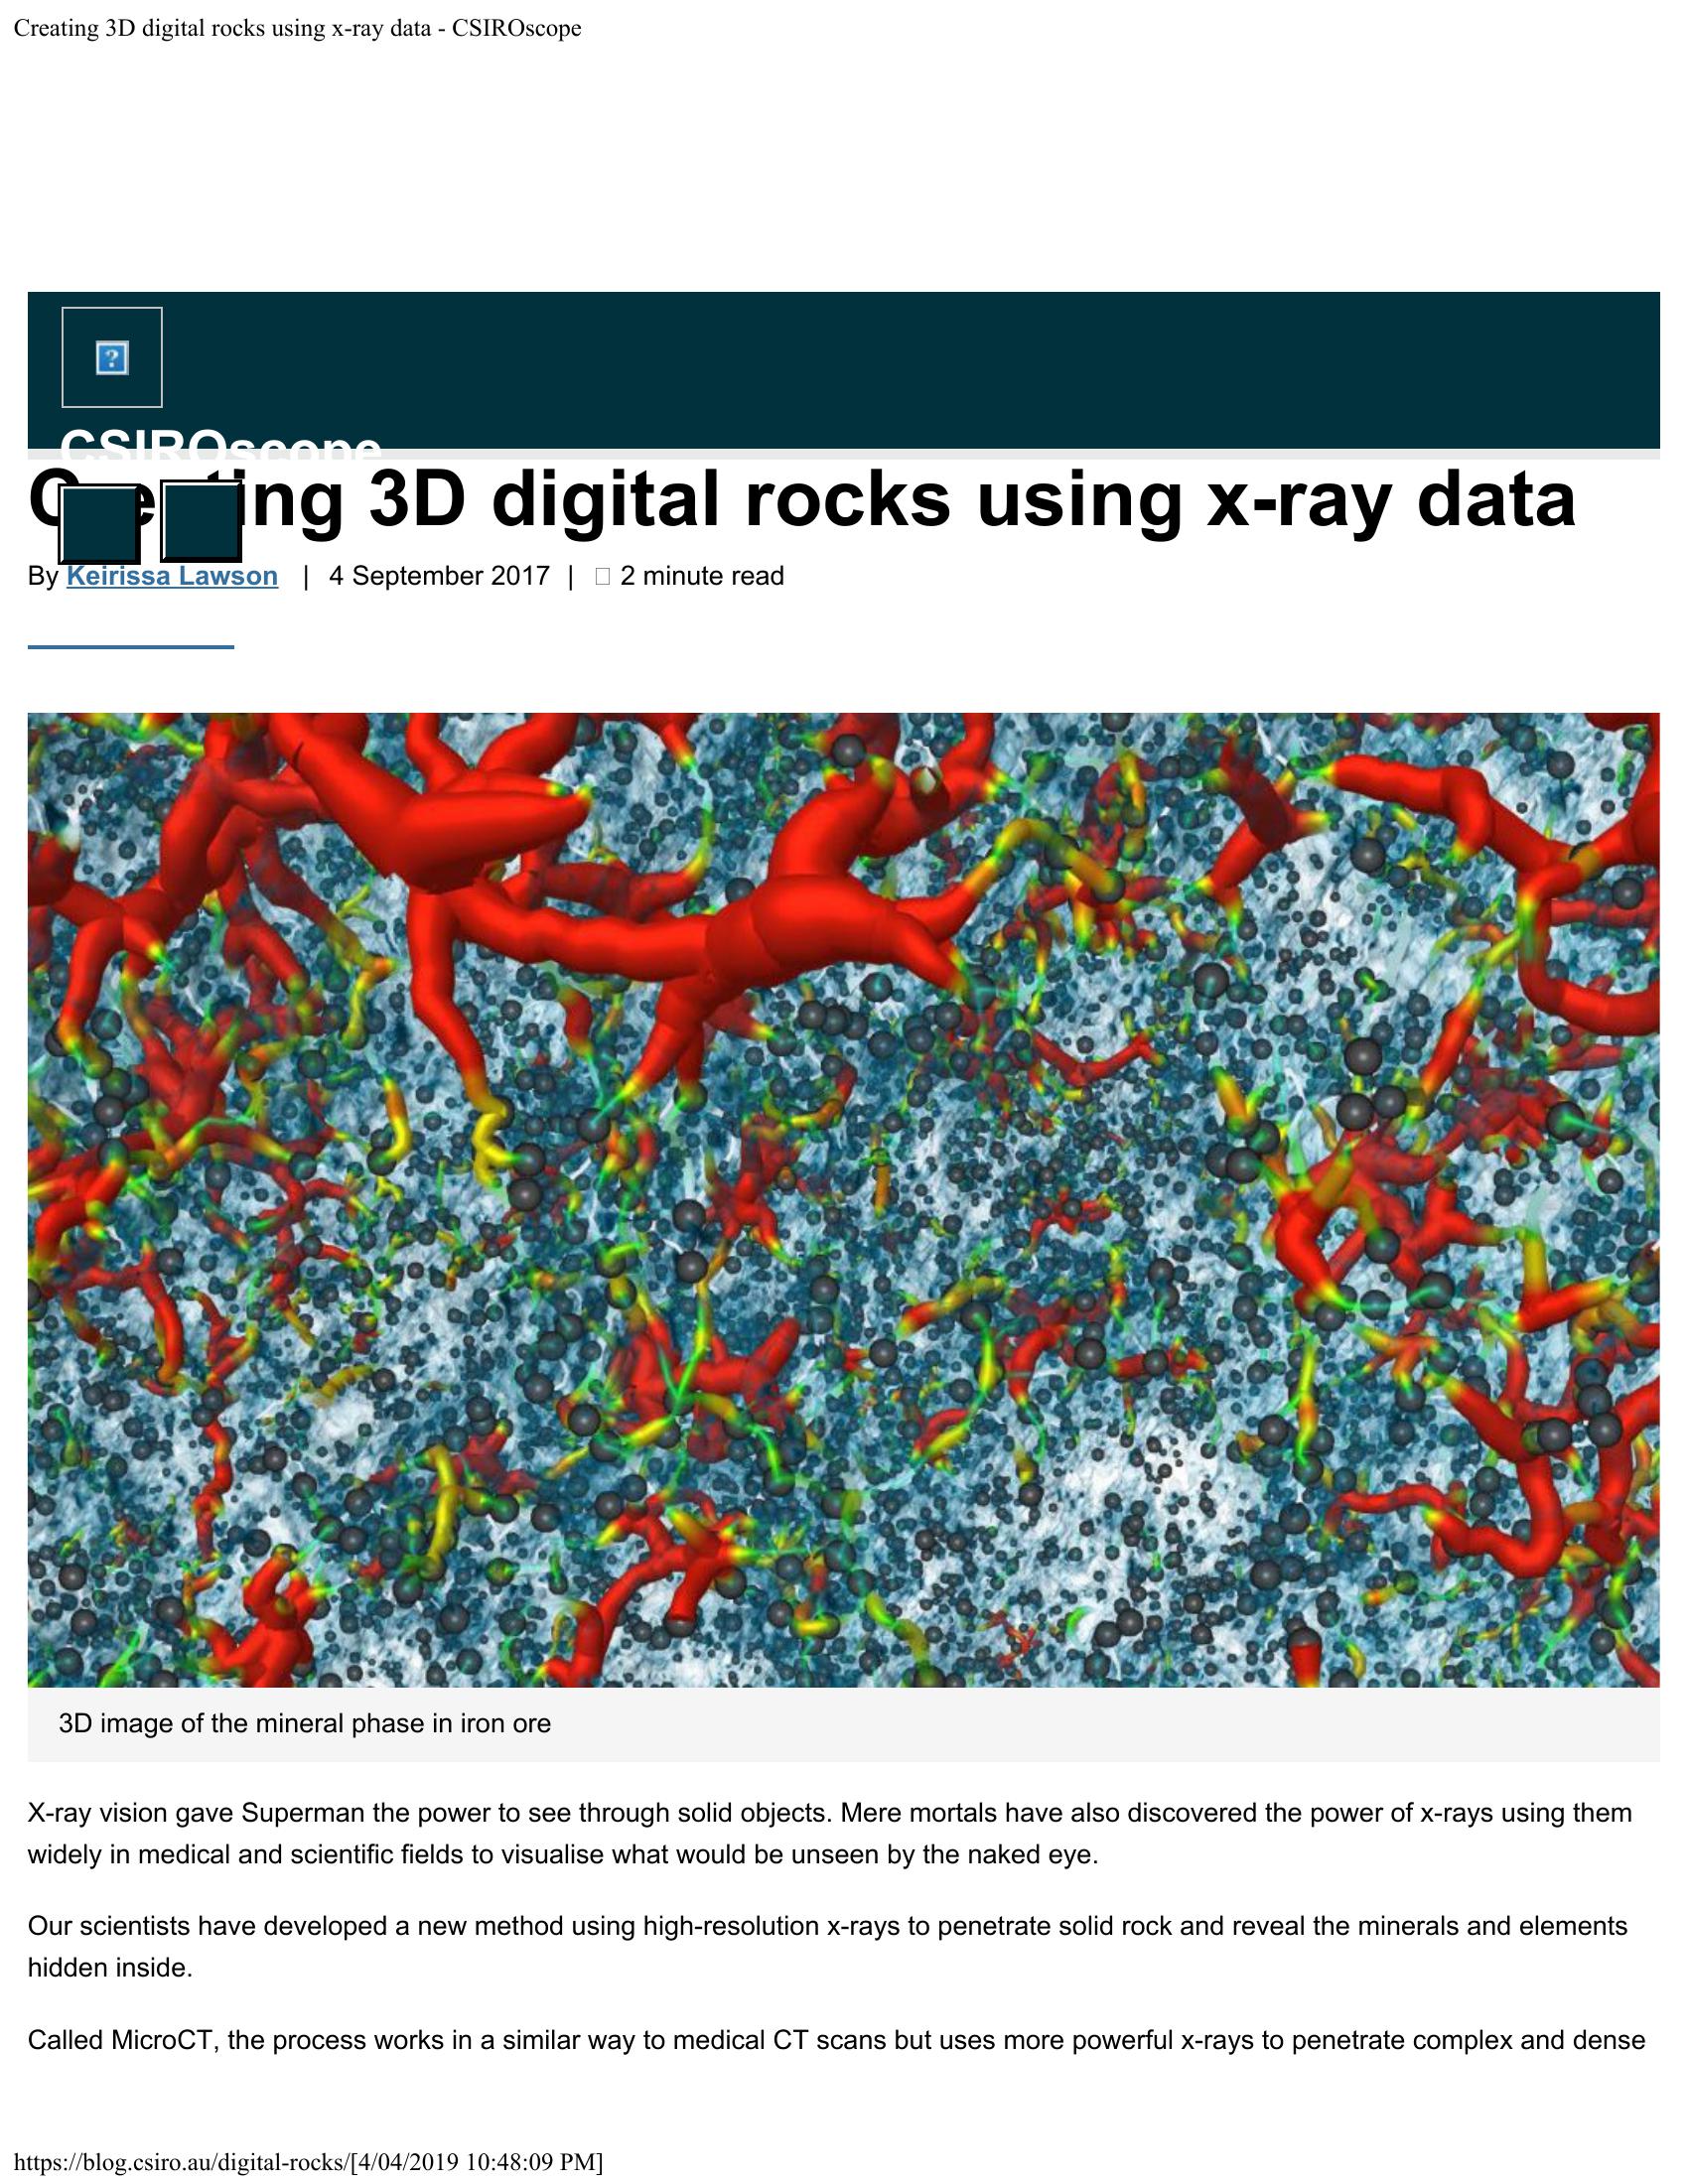 Creating 3D digital rocks using x-ray data - CSIROscope
CSIROscope
Creating 3D digital rocks using x-ray data
By Keirissa Lawson | 4 September 2017 | 2 minute read
3D image of the mineral phase in iron ore
X-ray vision gave Superman the power to see through solid objects. Mere mortals have also discovered the power of x-rays using them
widely in medical and scientific fields to visualise what would be unseen by the naked eye.
Our scientists have developed a new method using high-resolution x-rays to penetrate solid rock and reveal the minerals and elements
hidden inside.
Called MicroCT, the process works in a similar way to medical CT scans but uses more powerful x-rays to penetrate complex and dense
https://blog.csiro.au/digital-rocks/[4/04/2019 10:48:09 PM]